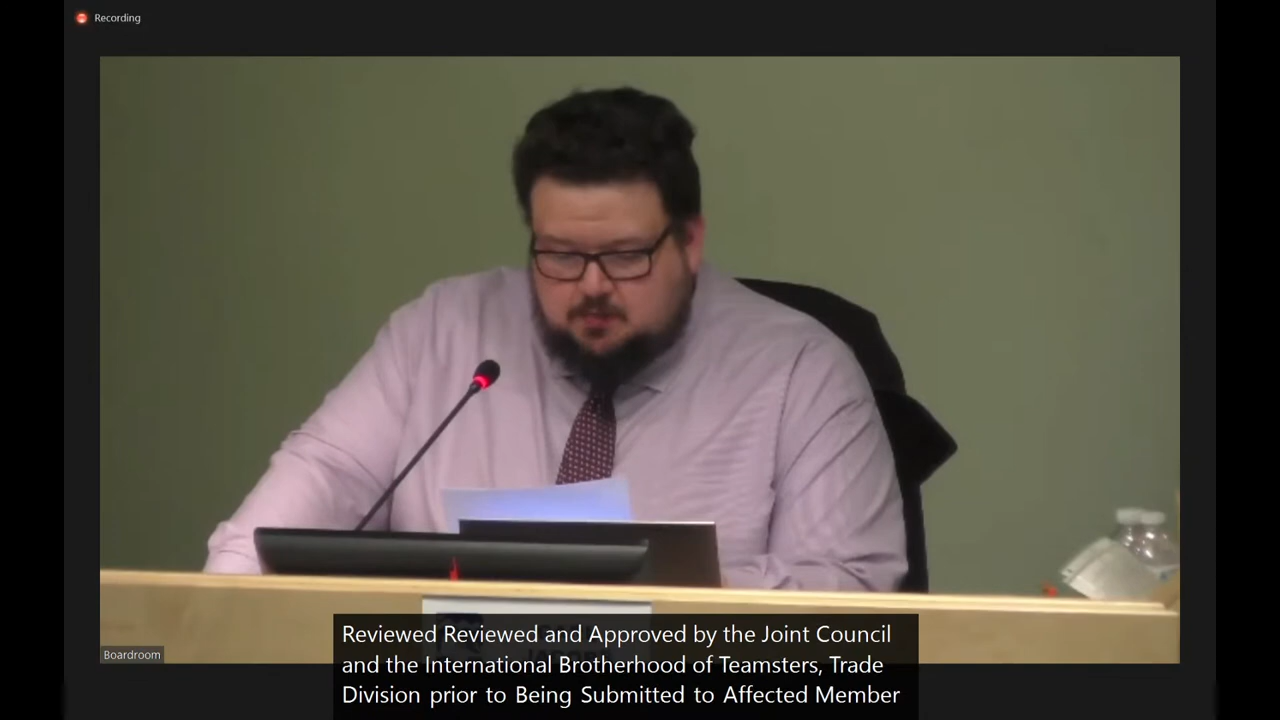 Recording
Boardroom
Reviewed Reviewed and Approved by the Joint Council
and the International Brotherhood of Teamsters, Trade
Division prior to Being Submitted to Affected Member